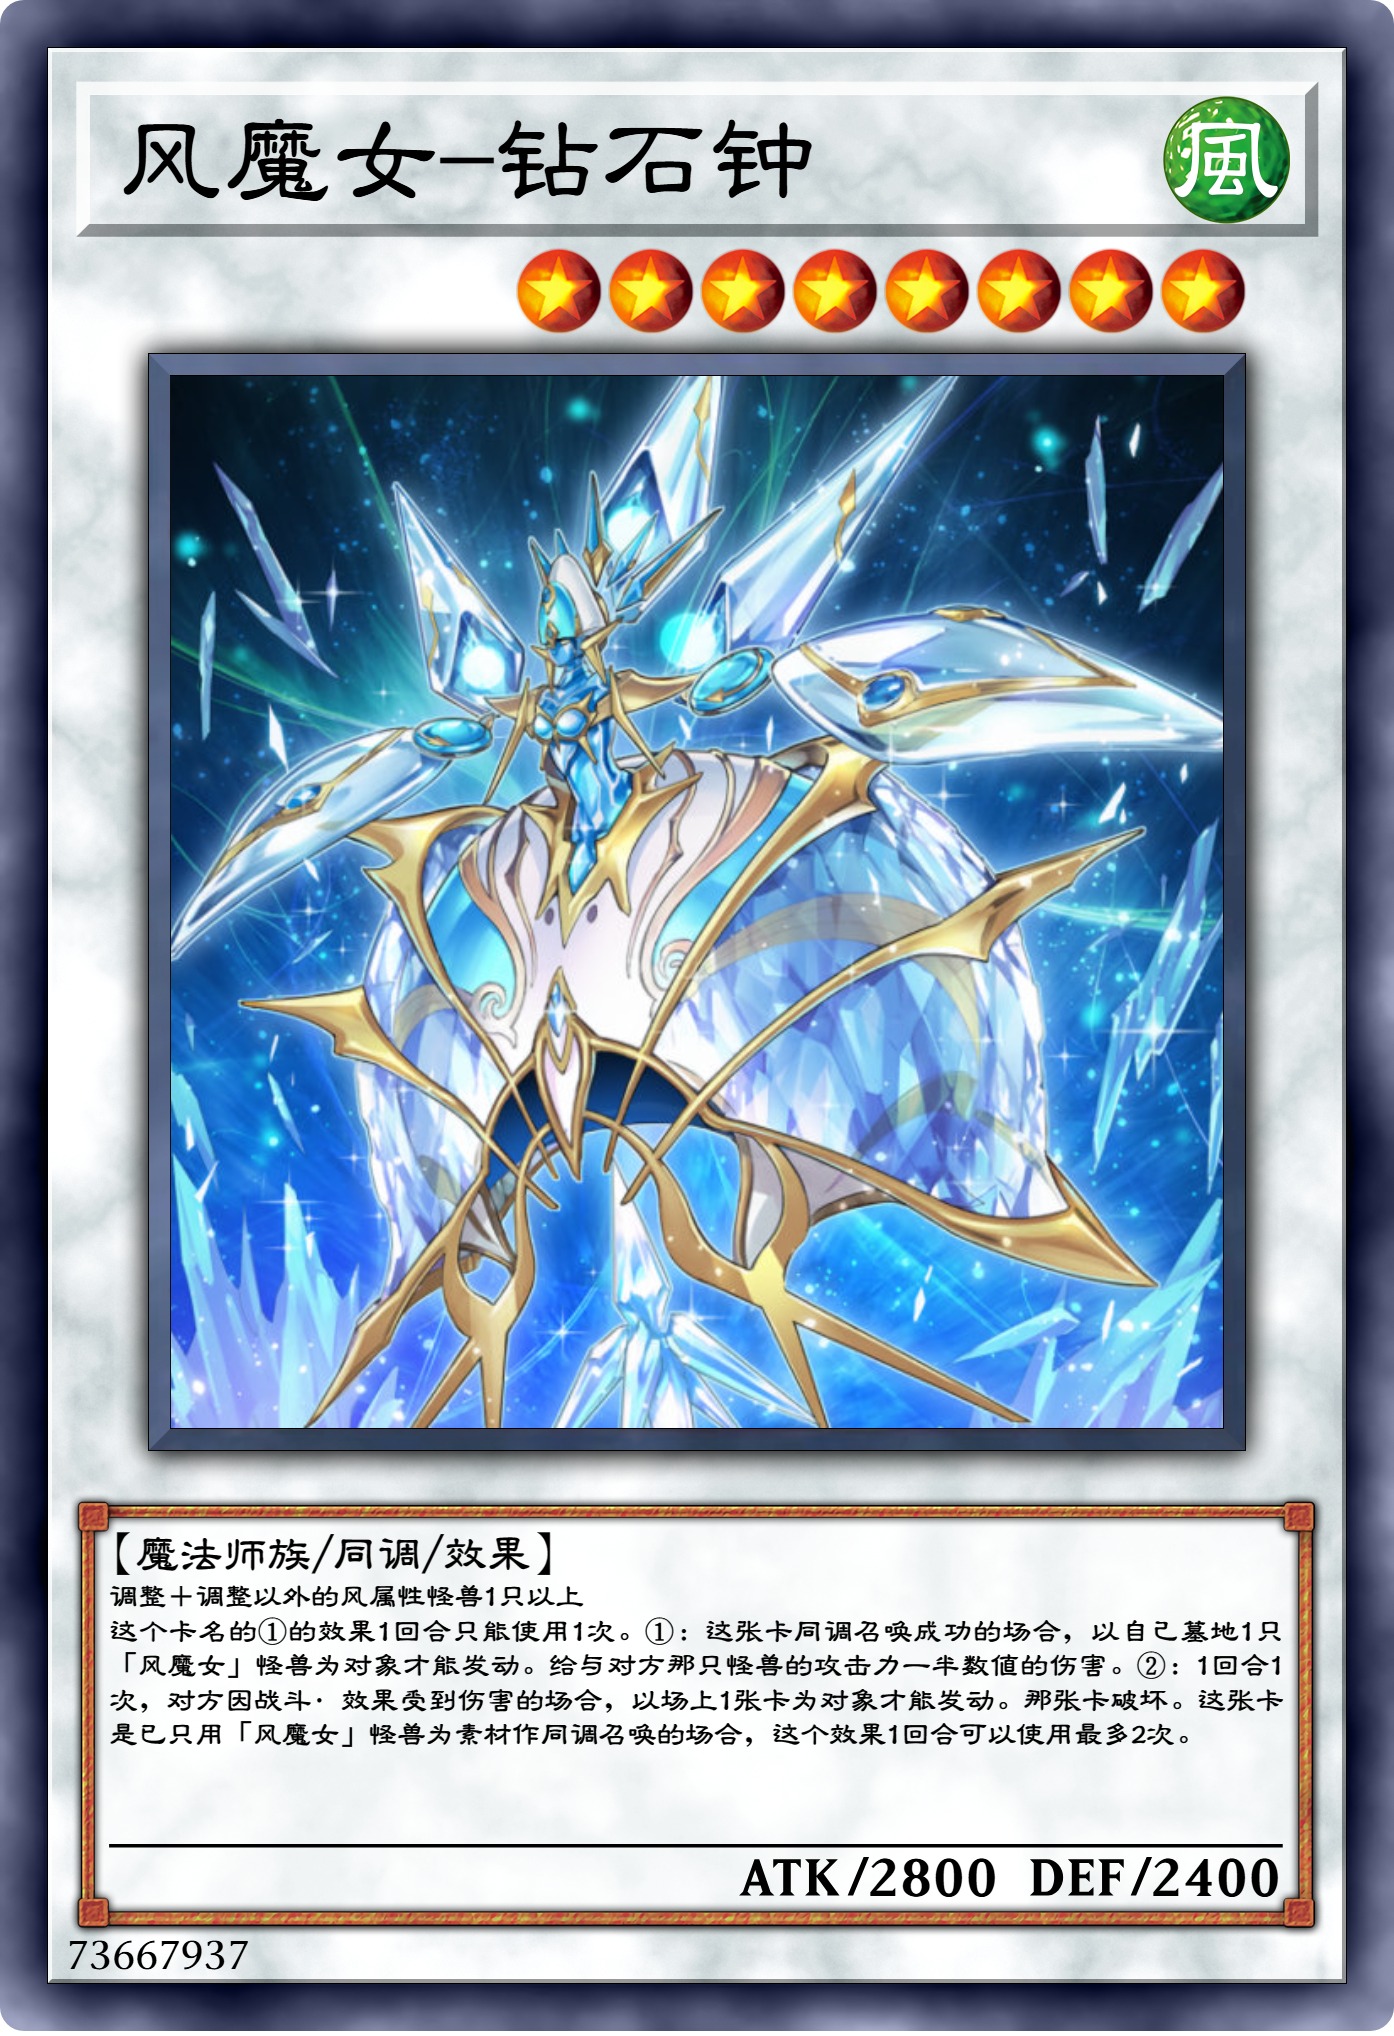 风魔女-钻石钟
風
【魔法师族/同调/效果】
调整＋调整以外的风属性怪兽1只以上
这个卡名的①的效果1回合只能使用1次。①：这张卡同调召唤成功的场合，以自己墓地1只
「风魔女」怪兽为对象才能发动。给与对方那只怪兽的攻击力一半数值的伤害。②：1回合1
次，对方因战斗·效果受到伤害的场合，以场上1张卡为对象才能发动。那张卡破坏。这张卡
是已只用「风魔女」怪兽为素材作同调召唤的场合，这个效果1回合可以使用最多2次。
ATK/2800 DEF/2400
73667937